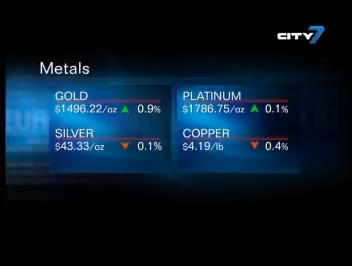 CITY7
Metals
GOLD
$1496.22/oz 0.9%
PLATINUM
$1786.75/oz 0.1%
SILVER
$43.33/oz 0.1%
COPPER
$4.19/lb 0.4%